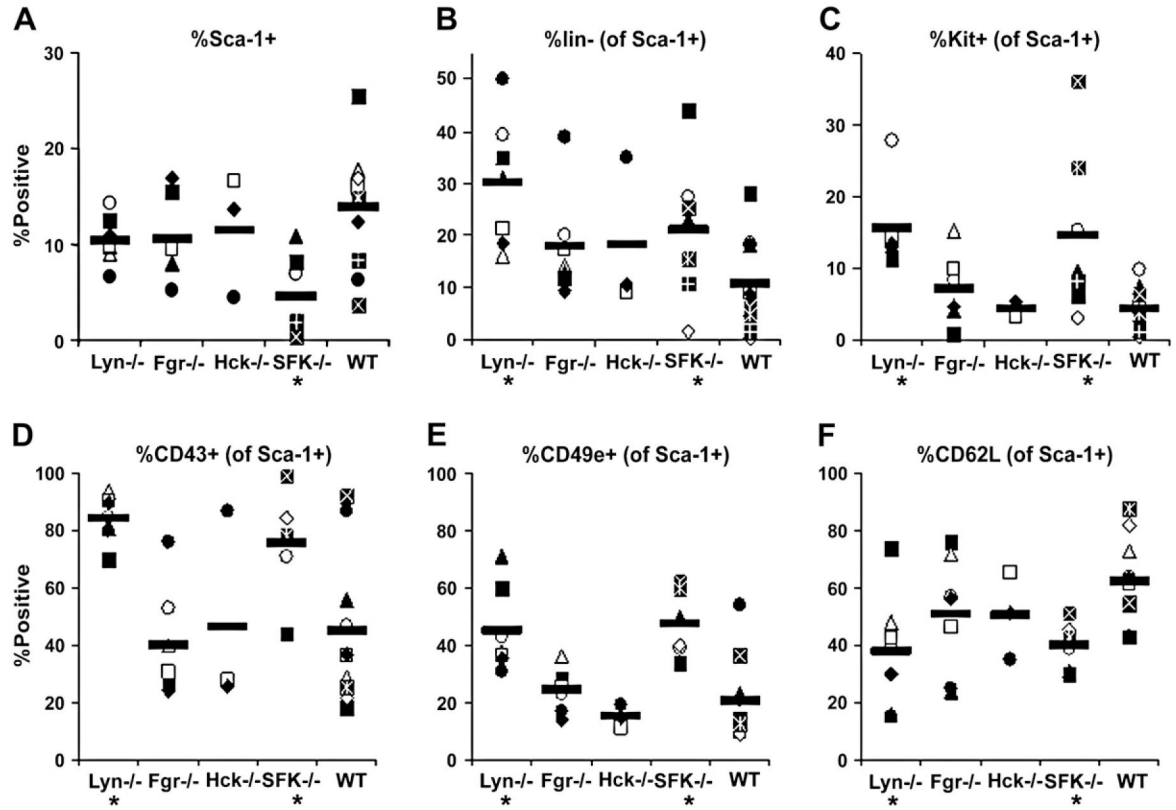 A
%Sca-1+
%Positive
30
20
10
0
Lyn-/- Fgr-/- Hck-/- SFK-/- WT
*
B
%lin- (of Sca-1+)
50
40
30
20
10
0
Lyn-/- Fgr-/- Hck-/- SFK-/- WT
* *
C
%Kit+ (of Sca-1+)
40
30
20
10
0
Lyn-/- Fgr-/- Hck-/- SFK-/- WT
* *
D
%CD43+ (of Sca-1+)
%Positive
100
80
60
40
20
0
Lyn-/- Fgr-/- Hck-/- SFK-/- WT
* *
E
%CD49e+ (of Sca-1+)
100
80
60
40
20
0
Lyn-/- Fgr-/- Hck-/- SFK-/- WT
* *
F
%CD62L (of Sca-1+)
100
80
60
40
20
0
Lyn-/- Fgr-/- Hck-/- SFK-/- WT
* *